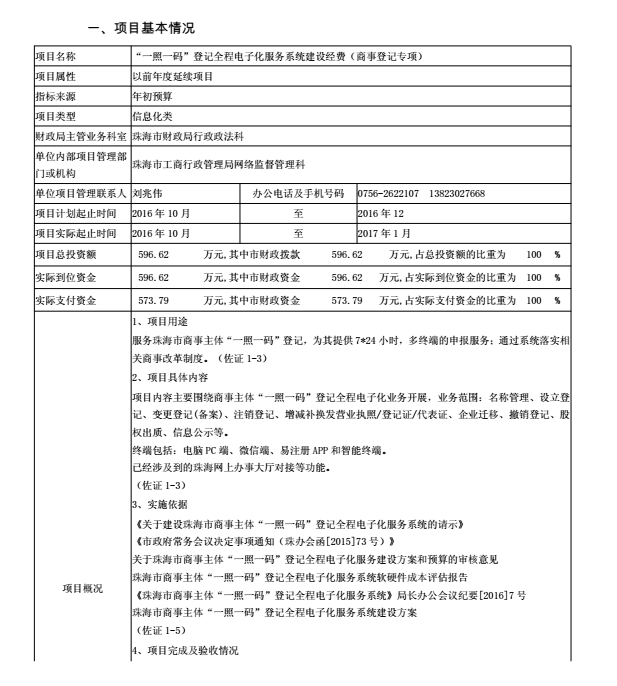 一、项目基本情况
项目名称 “一照一码”登记全程电子化服务系统建设经费（商事登记专项）
项目属性 以前年度延续项目
指标来源 年初预算
项目类型 信息化类
财政局主管业务科室 珠海市财政局行政政法科
单位内部项目管理部
门或机构
珠海市工商行政管理局网络监督管理科
单位项目管理联系人 刘兆伟 办公电话及手机号码 0756-2622107 13823027668
项目计划起止时间 2016 年 10 月 至 2016 年 12
项目实际起止时间 2016 年 10 月 至 2017 年 1 月
项目总投资额 596.62 万元,其中市财政拨款 596.62 万元,占总投资额的比重为 100 %
实际到位资金 596.62 万元,其中市财政资金 596.62 万元,占实际到位资金的比重为 100 %
实际支付资金 573.79 万元,其中市财政资金 573.79 万元,占实际支付资金的比重为 100 %
项目概况
1、项目用途
服务珠海市商事主体“一照一码”登记，为其提供 7*24 小时，多终端的申报服务；通过系统落实相
关商事改革制度。（佐证 1-3）
2、项目具体内容
项目内容主要围绕商事主体“一照一码”登记全程电子化业务开展，业务范围：名称管理、设立登
记、变更登记(备案)、注销登记、增减补换发营业执照/登记证/代表证、企业迁移、撤销登记、股
权出质、信息公示等。
终端包括：电脑 PC 端、微信端、易注册 APP 和智能终端。
已经涉及到的珠海网上办事大厅对接等功能。
（佐证 1-3）
3、实施依据
《关于建设珠海市商事主体“一照一码”登记全程电子化服务系统的请示》
《市政府常务会议决定事项通知（珠办会函[2015]73 号）》
关于珠海市商事主体“一照一码”登记全程电子化服务建设方案和预算的审核意见
珠海市商事主体“一照一码”登记全程电子化服务系统软硬件成本评估报告
《珠海市商事主体“一照一码”登记全程电子化服务系统》局长办公会议纪要[2016]7 号
珠海市商事主体“一照一码”登记全程电子化服务系统建设方案
（佐证 1-5）
4、项目完成及验收情况